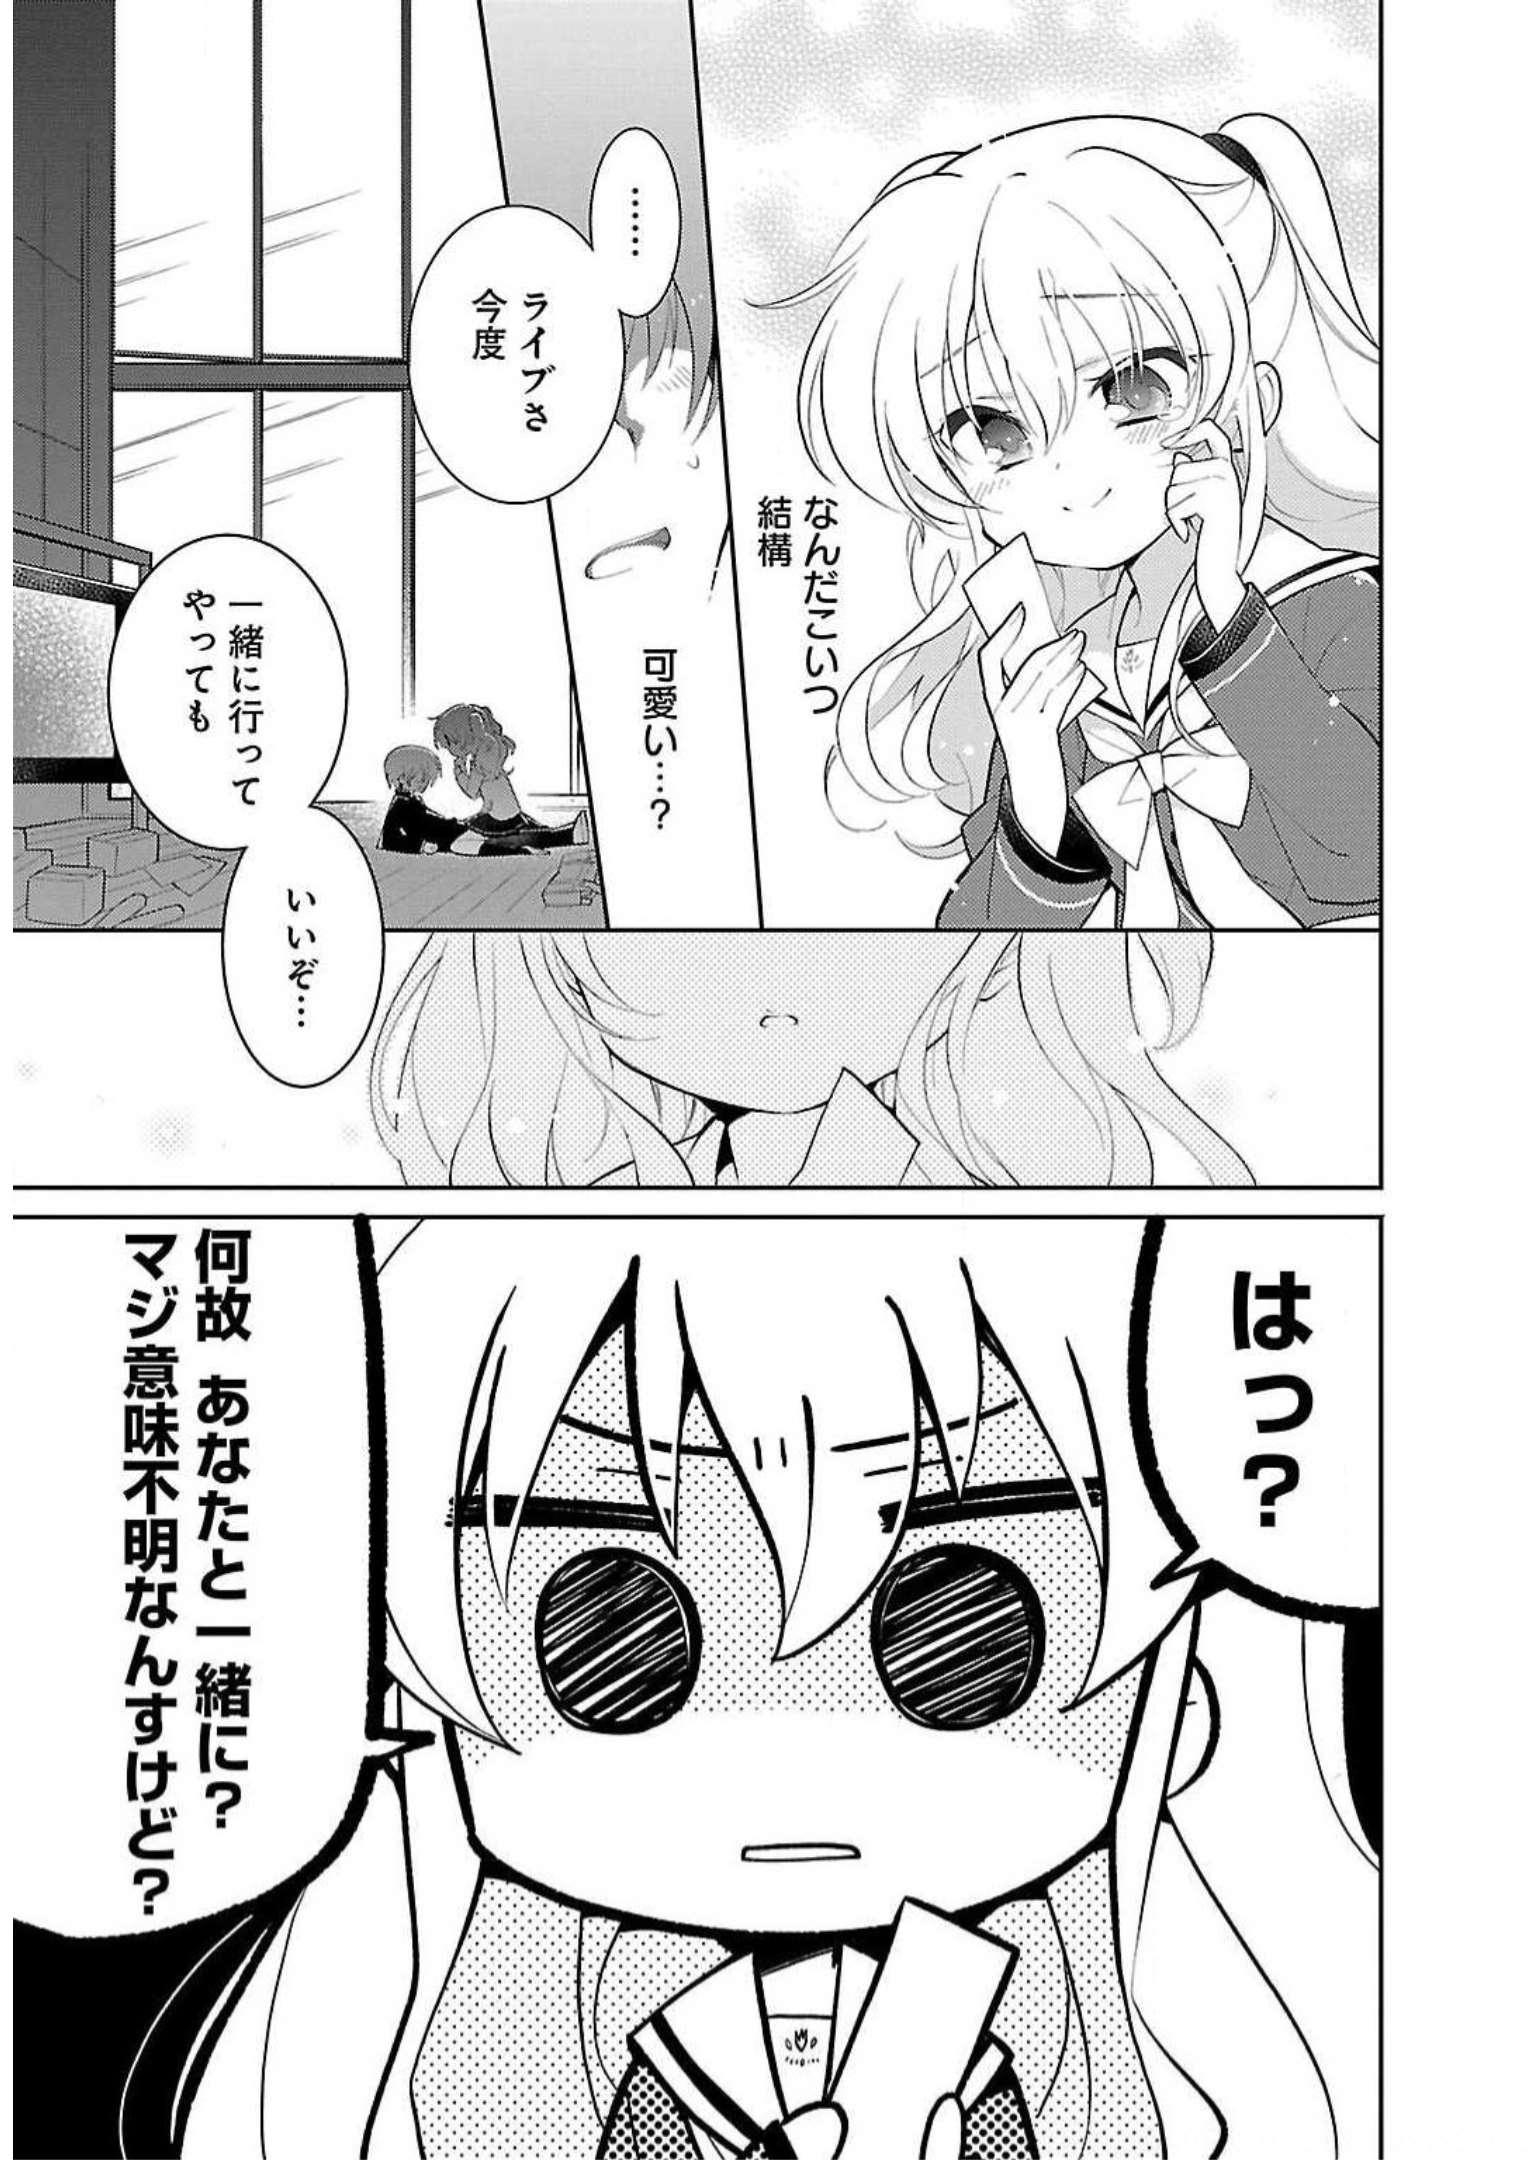 なんだこいつ
結構
可愛い…？
……
ライブさ
今度
一緒に行って
やっても
いいぞ…
はっ？
何故 あなたと一緒に？
マジ意味不明なんすけど？